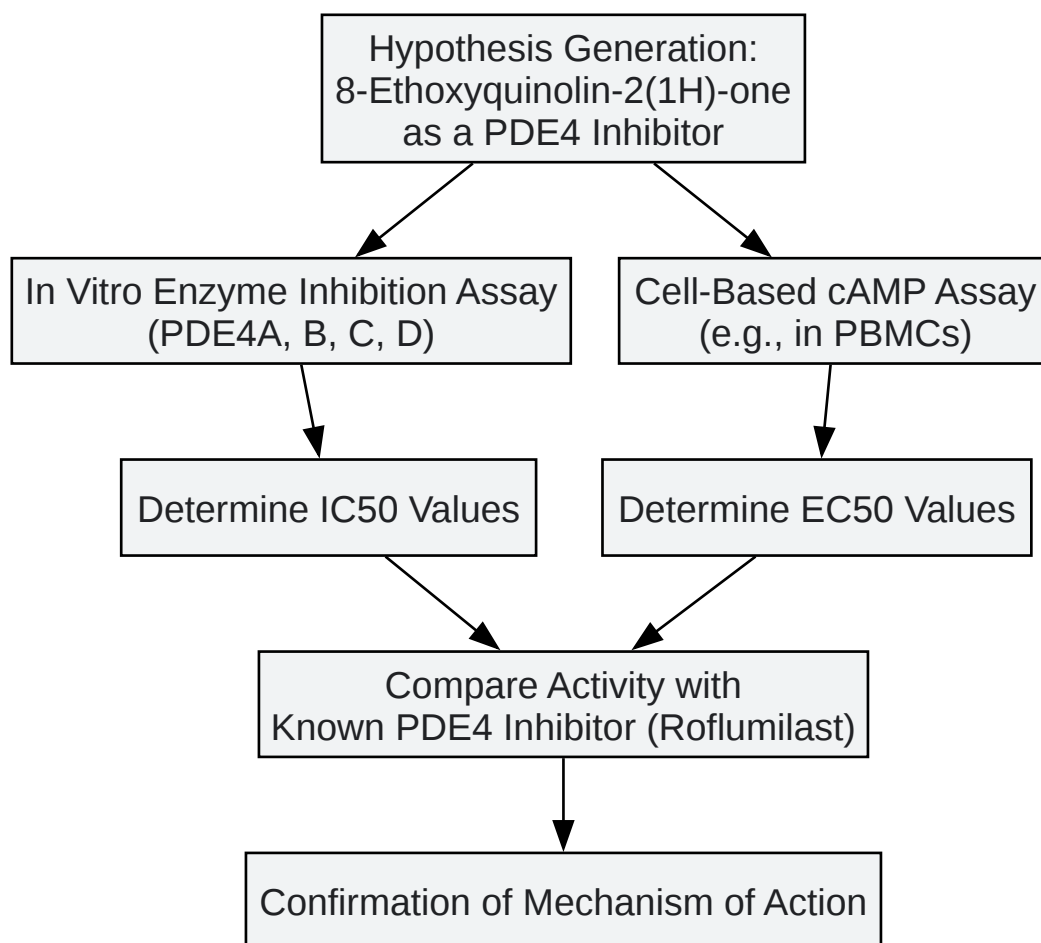 Hypothesis Generation:
8-Ethoxyquinolin-2(1H)-one
as a PDE4 Inhibitor
In Vitro Enzyme Inhibition Assay
(PDE4A, B, C, D)
Cell-Based cAMP Assay
(e.g., in PBMCs)
Determine IC50 Values
Determine EC50 Values
Compare Activity with
Known PDE4 Inhibitor (Roflumilast)
Confirmation of Mechanism of Action